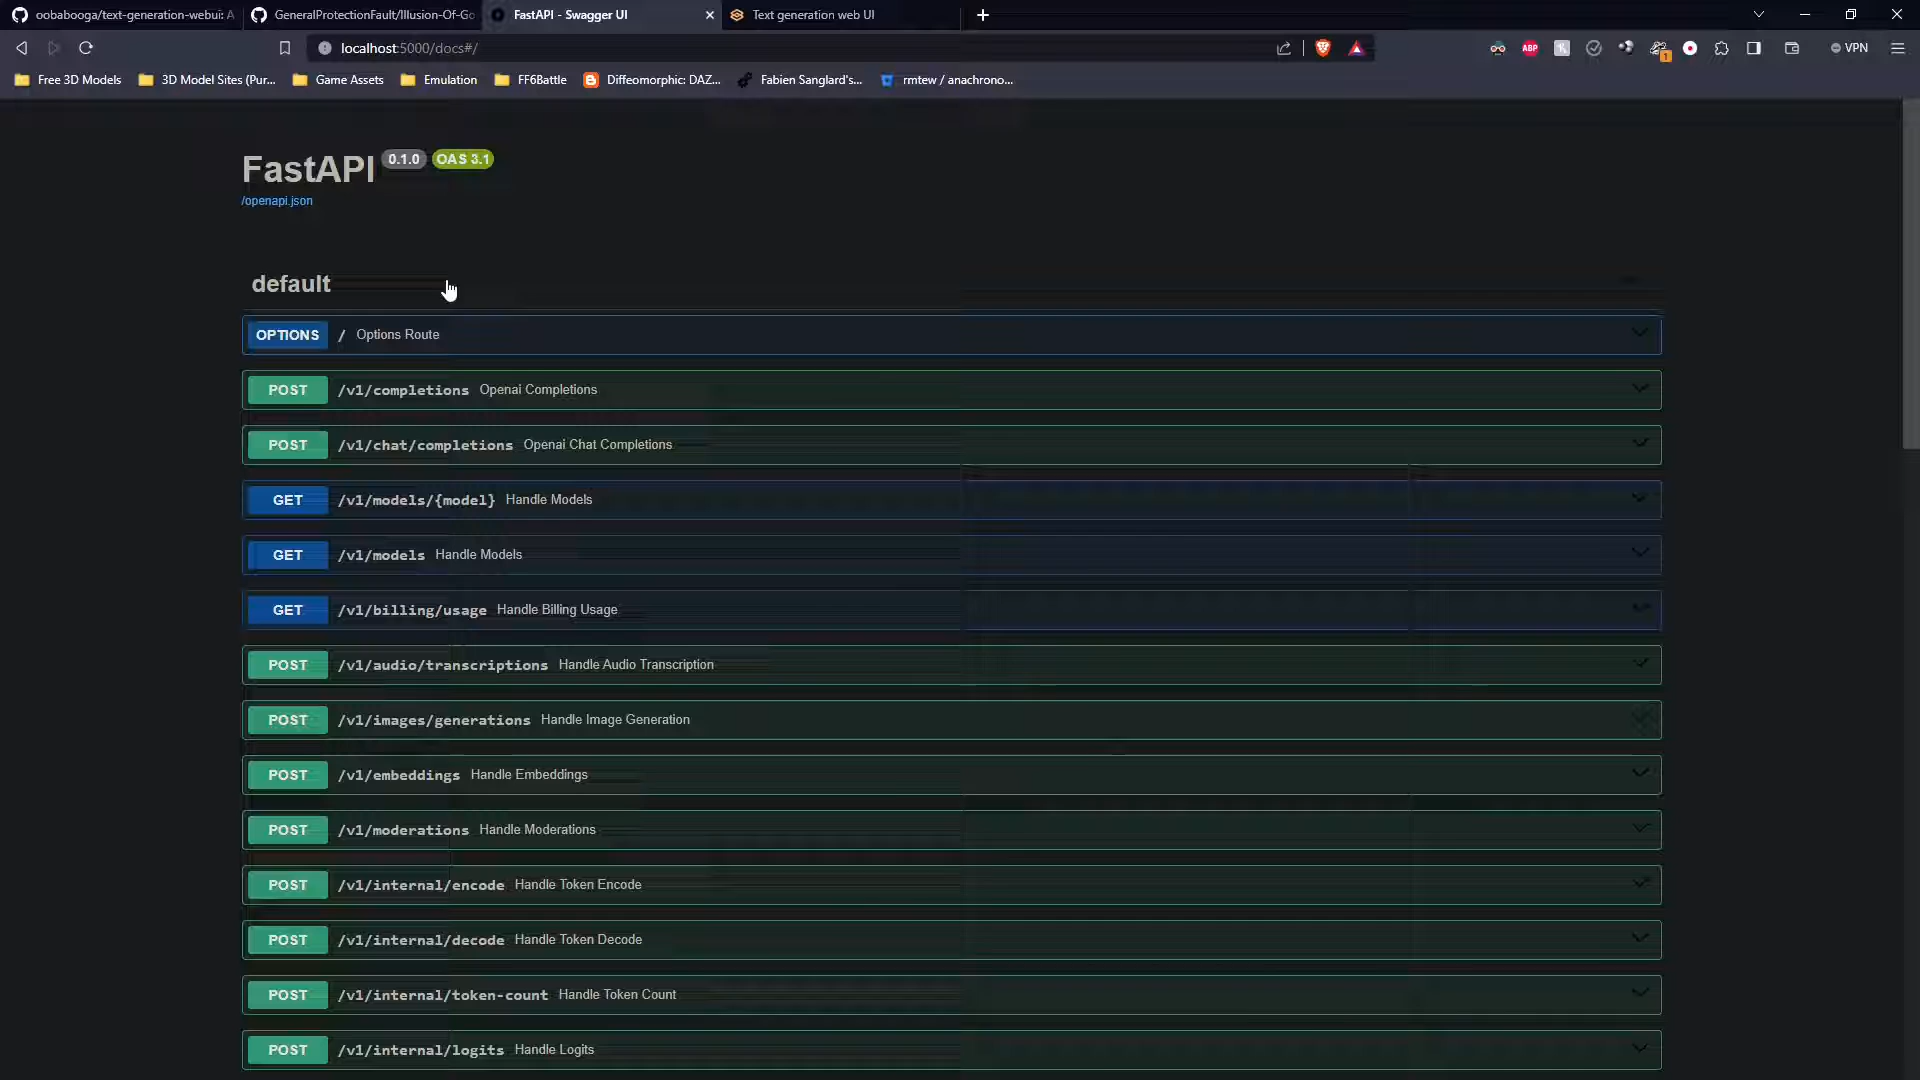 oobabooga/text-generation-webui: A
GeneralProtectionFault/Illusion-Of-Go
FastAPI - Swagger UI
Text generation web UI
localhost:5000/docs#/
ABP
1
VPN
Free 3D Models
3D Model Sites (Pur...
Game Assets
Emulation
FF6Battle
Diffeomorphic: DAZ...
Fabien Sanglard's...
rmtew / anachrono...
FastAPI 0.1.0 OAS 3.1
/openapi.json
default
OPTIONS / Options Route
POST /v1/completions Openai Completions
POST /v1/chat/completions Openai Chat Completions
GET /v1/models/{model} Handle Models
GET /v1/models Handle Models
GET /v1/billing/usage Handle Billing Usage
POST /v1/audio/transcriptions Handle Audio Transcription
POST /v1/images/generations Handle Image Generation
POST /v1/embeddings Handle Embeddings
POST /v1/moderations Handle Moderations
POST /v1/internal/encode Handle Token Encode
POST /v1/internal/decode Handle Token Decode
POST /v1/internal/token-count Handle Token Count
POST /v1/internal/logits Handle Logits